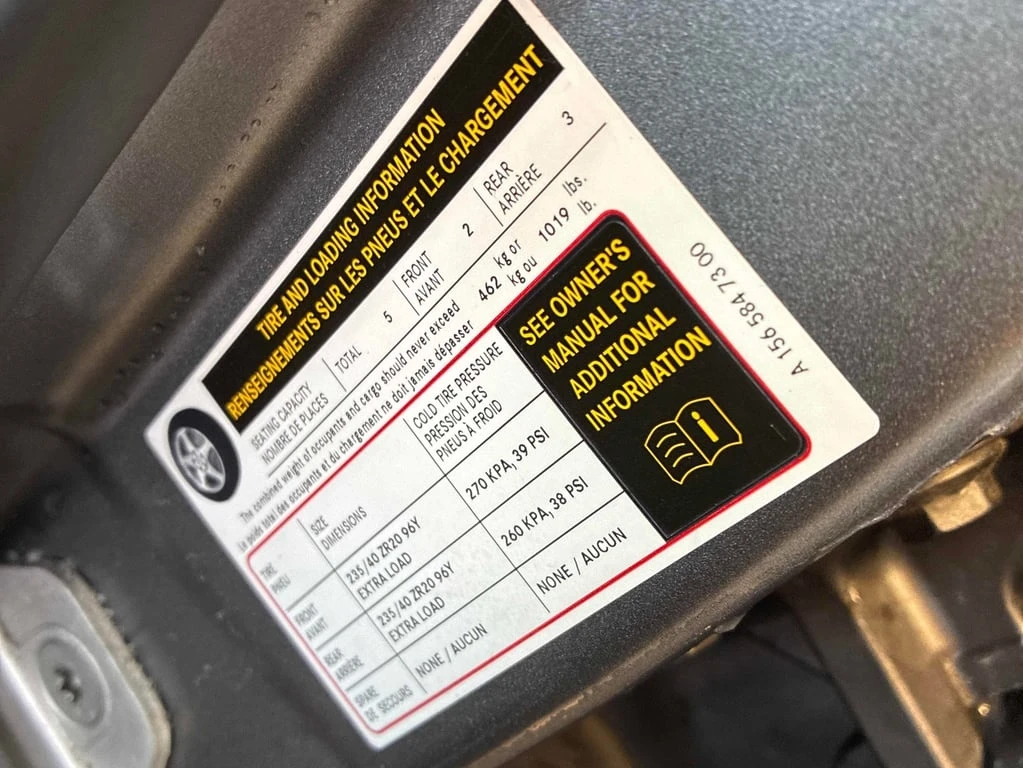 TIRE AND LOADING INFORMATION
RENSEIGNEMENTS SUR LES PNEUS ET LE CHARGEMENT
SEATING CAPACITY
NOMBRE DE PLACES
TOTAL 5
FRONT
AVANT
2
REAR
ARRIÈRE
3
The combined weight of occupants and cargo should never exceed 462 kg or 1019 lbs.
Le poids total des occupants et du chargement ne doit jamais dépasser kg ou lb.
TIRE
PNEU
SIZE
DIMENSIONS
COLD TIRE PRESSURE
PRESSION DES
PNEUS À FROID
FRONT
AVANT
235/40 ZR20 96Y
EXTRA LOAD
270 KPA, 39 PSI
REAR
ARRIÈRE
235/40 ZR20 96Y
EXTRA LOAD
260 KPA, 38 PSI
SPARE
DE SECOURS
NONE / AUCUN
NONE / AUCUN
SEE OWNER'S
MANUAL FOR
ADDITIONAL
INFORMATION
i
A 156 584 73 00